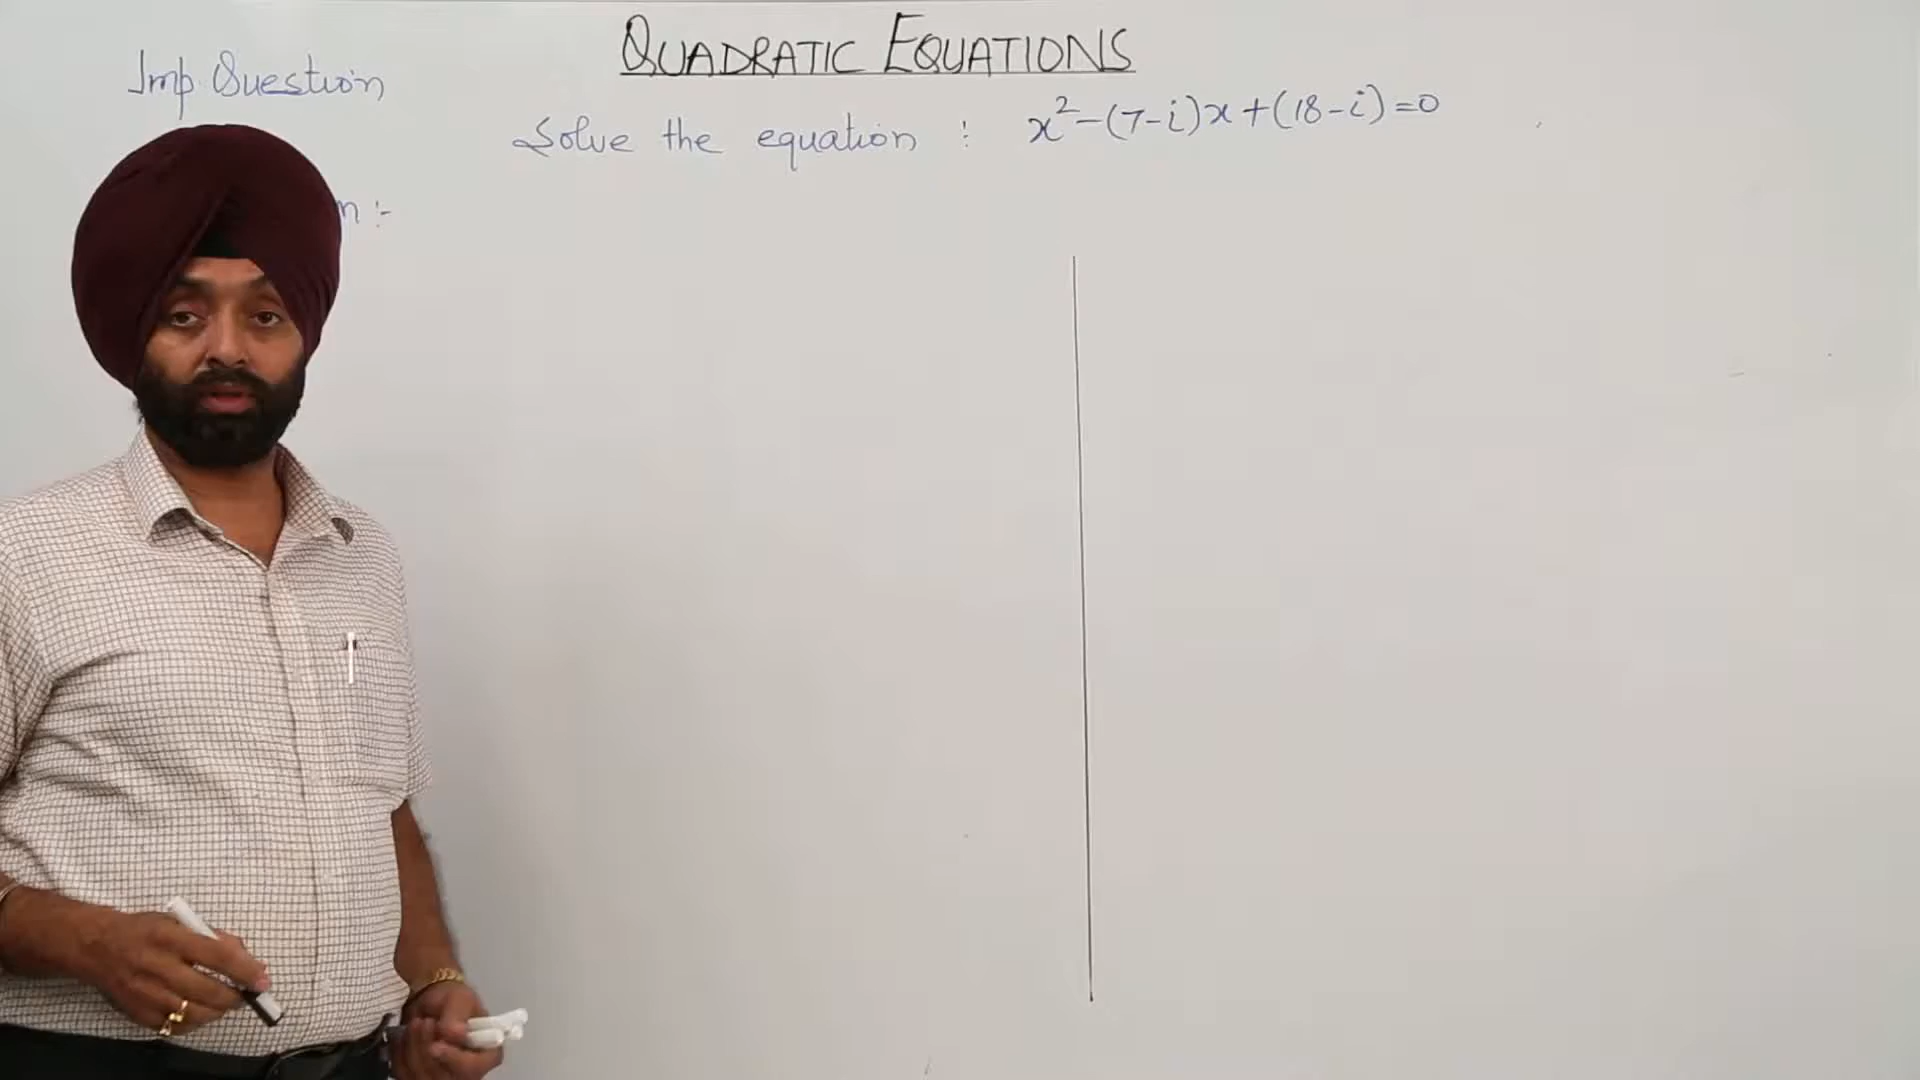 QUADRATIC EQUATIONS
Imp Question
Solve the equation : x²-(7-i)x+(18-i)=0
n :-